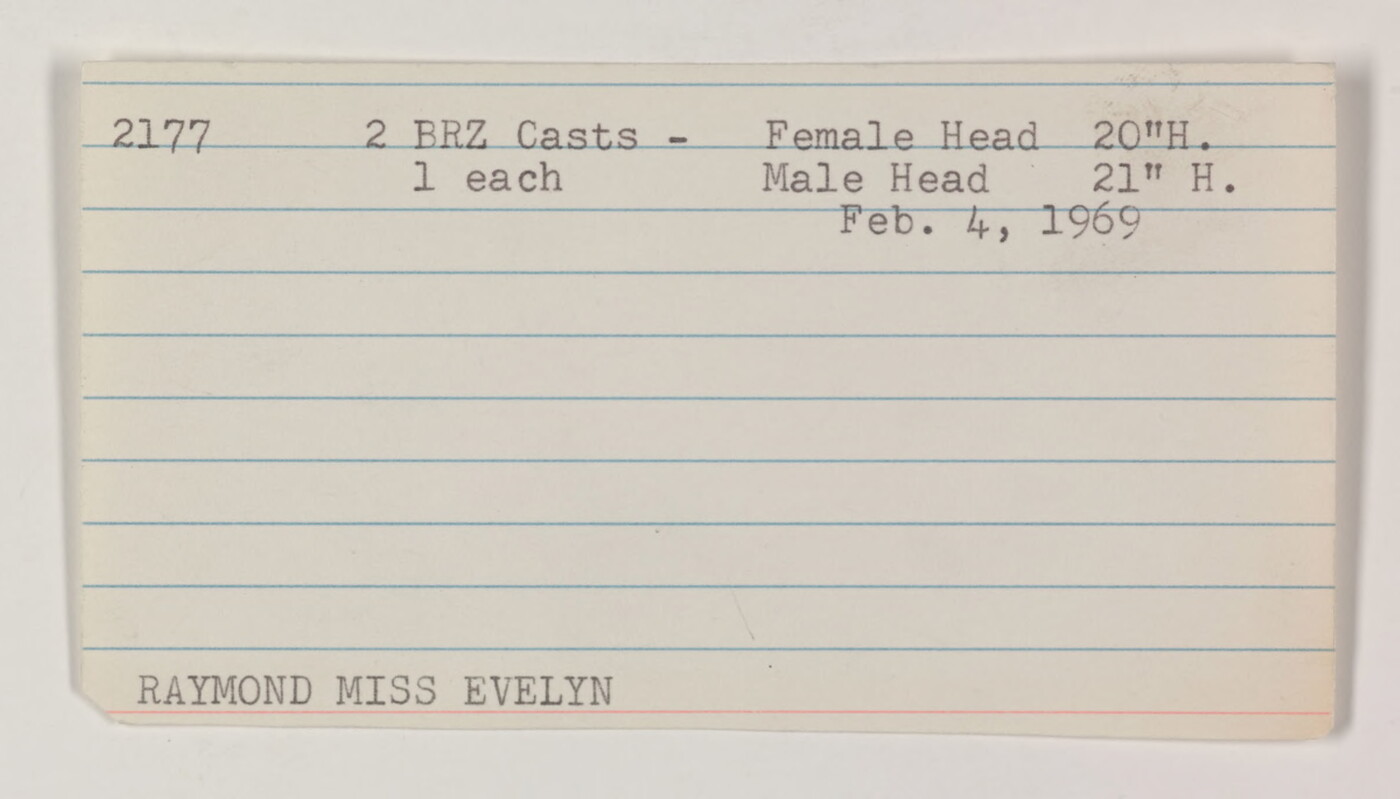 2177 2 BRZ Casts - Female Head 20"H.
1 each Male Head 21" H.
Feb. 4, 1969
RAYMOND MISS EVELYN